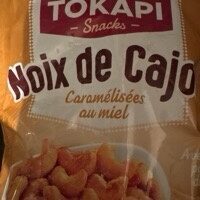 TOKAPI
Snacks
Noix de Cajo
Caramélisées
au miel